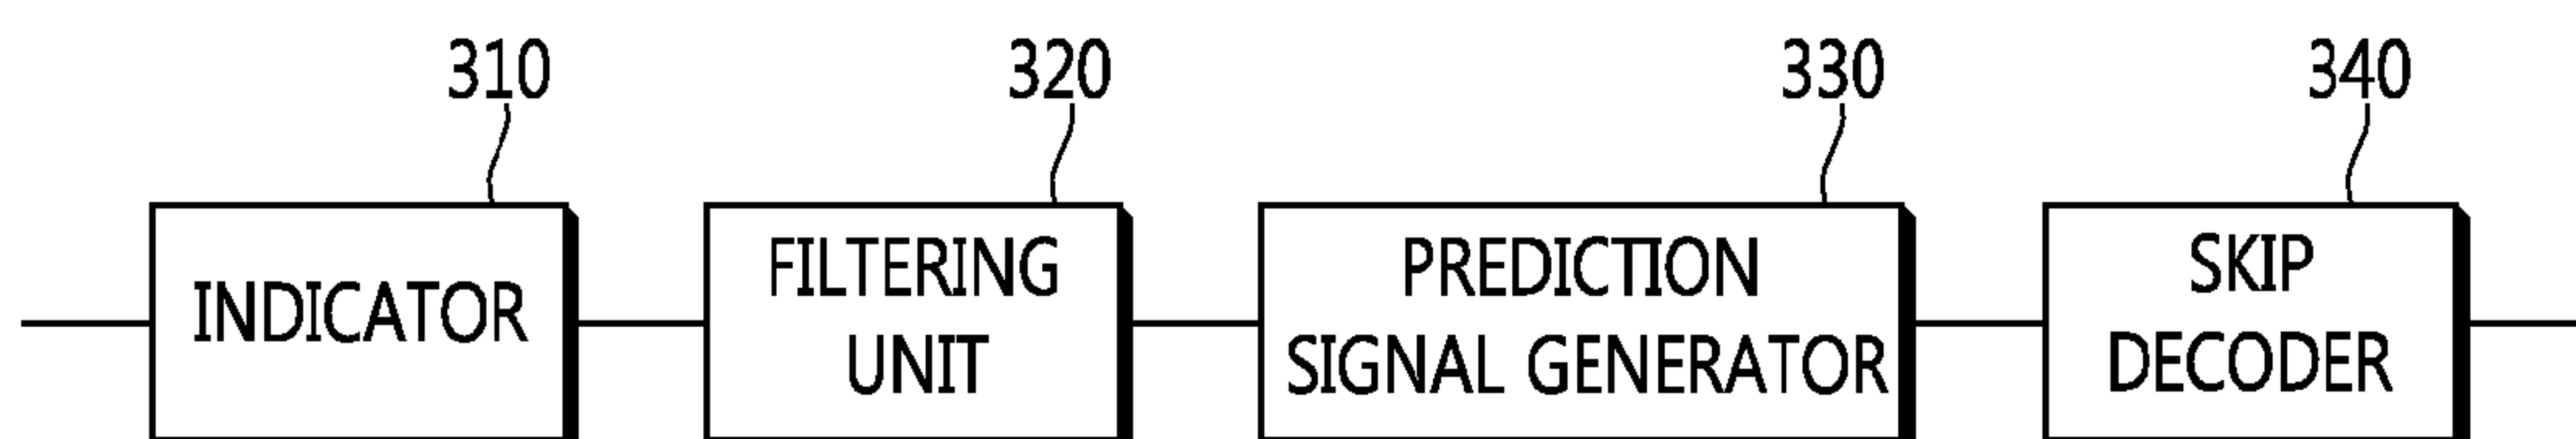 310 320 330 340
INDICATOR
FILTERING
UNIT
PREDICTION
SIGNAL GENERATOR
SKIP
DECODER